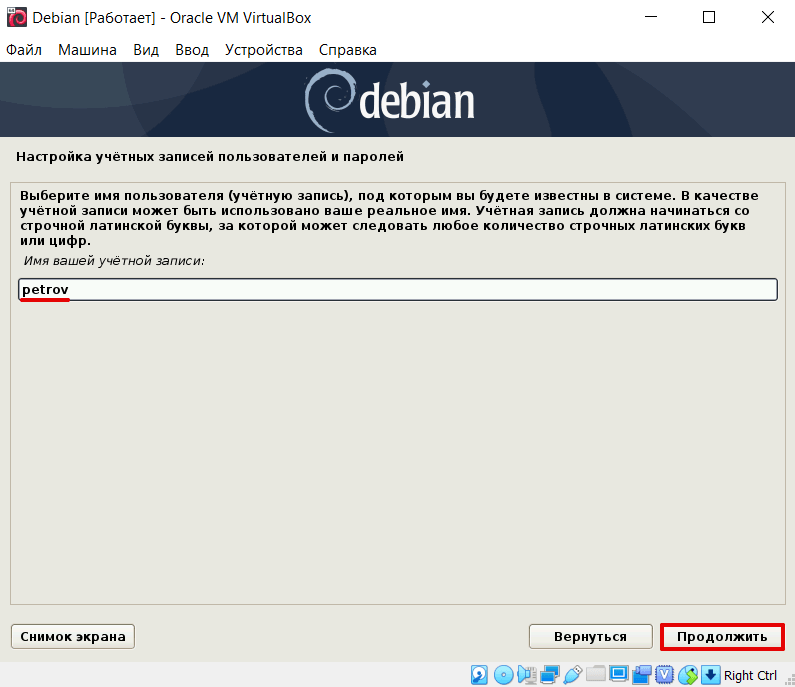 Debian [Работает] - Oracle VM VirtualBox
Файл Машина Вид Ввод Устройства Справка
debian
Настройка учётных записей пользователей и паролей
Выберите имя пользователя (учётную запись), под которым вы будете известны в системе. В качестве
учётной записи может быть использовано ваше реальное имя. Учётная запись должна начинаться со
строчной латинской буквы, за которой может следовать любое количество строчных латинских букв
или цифр.
Имя вашей учётной записи:
petrov
Снимок экрана Вернуться Продолжить
Right Ctrl